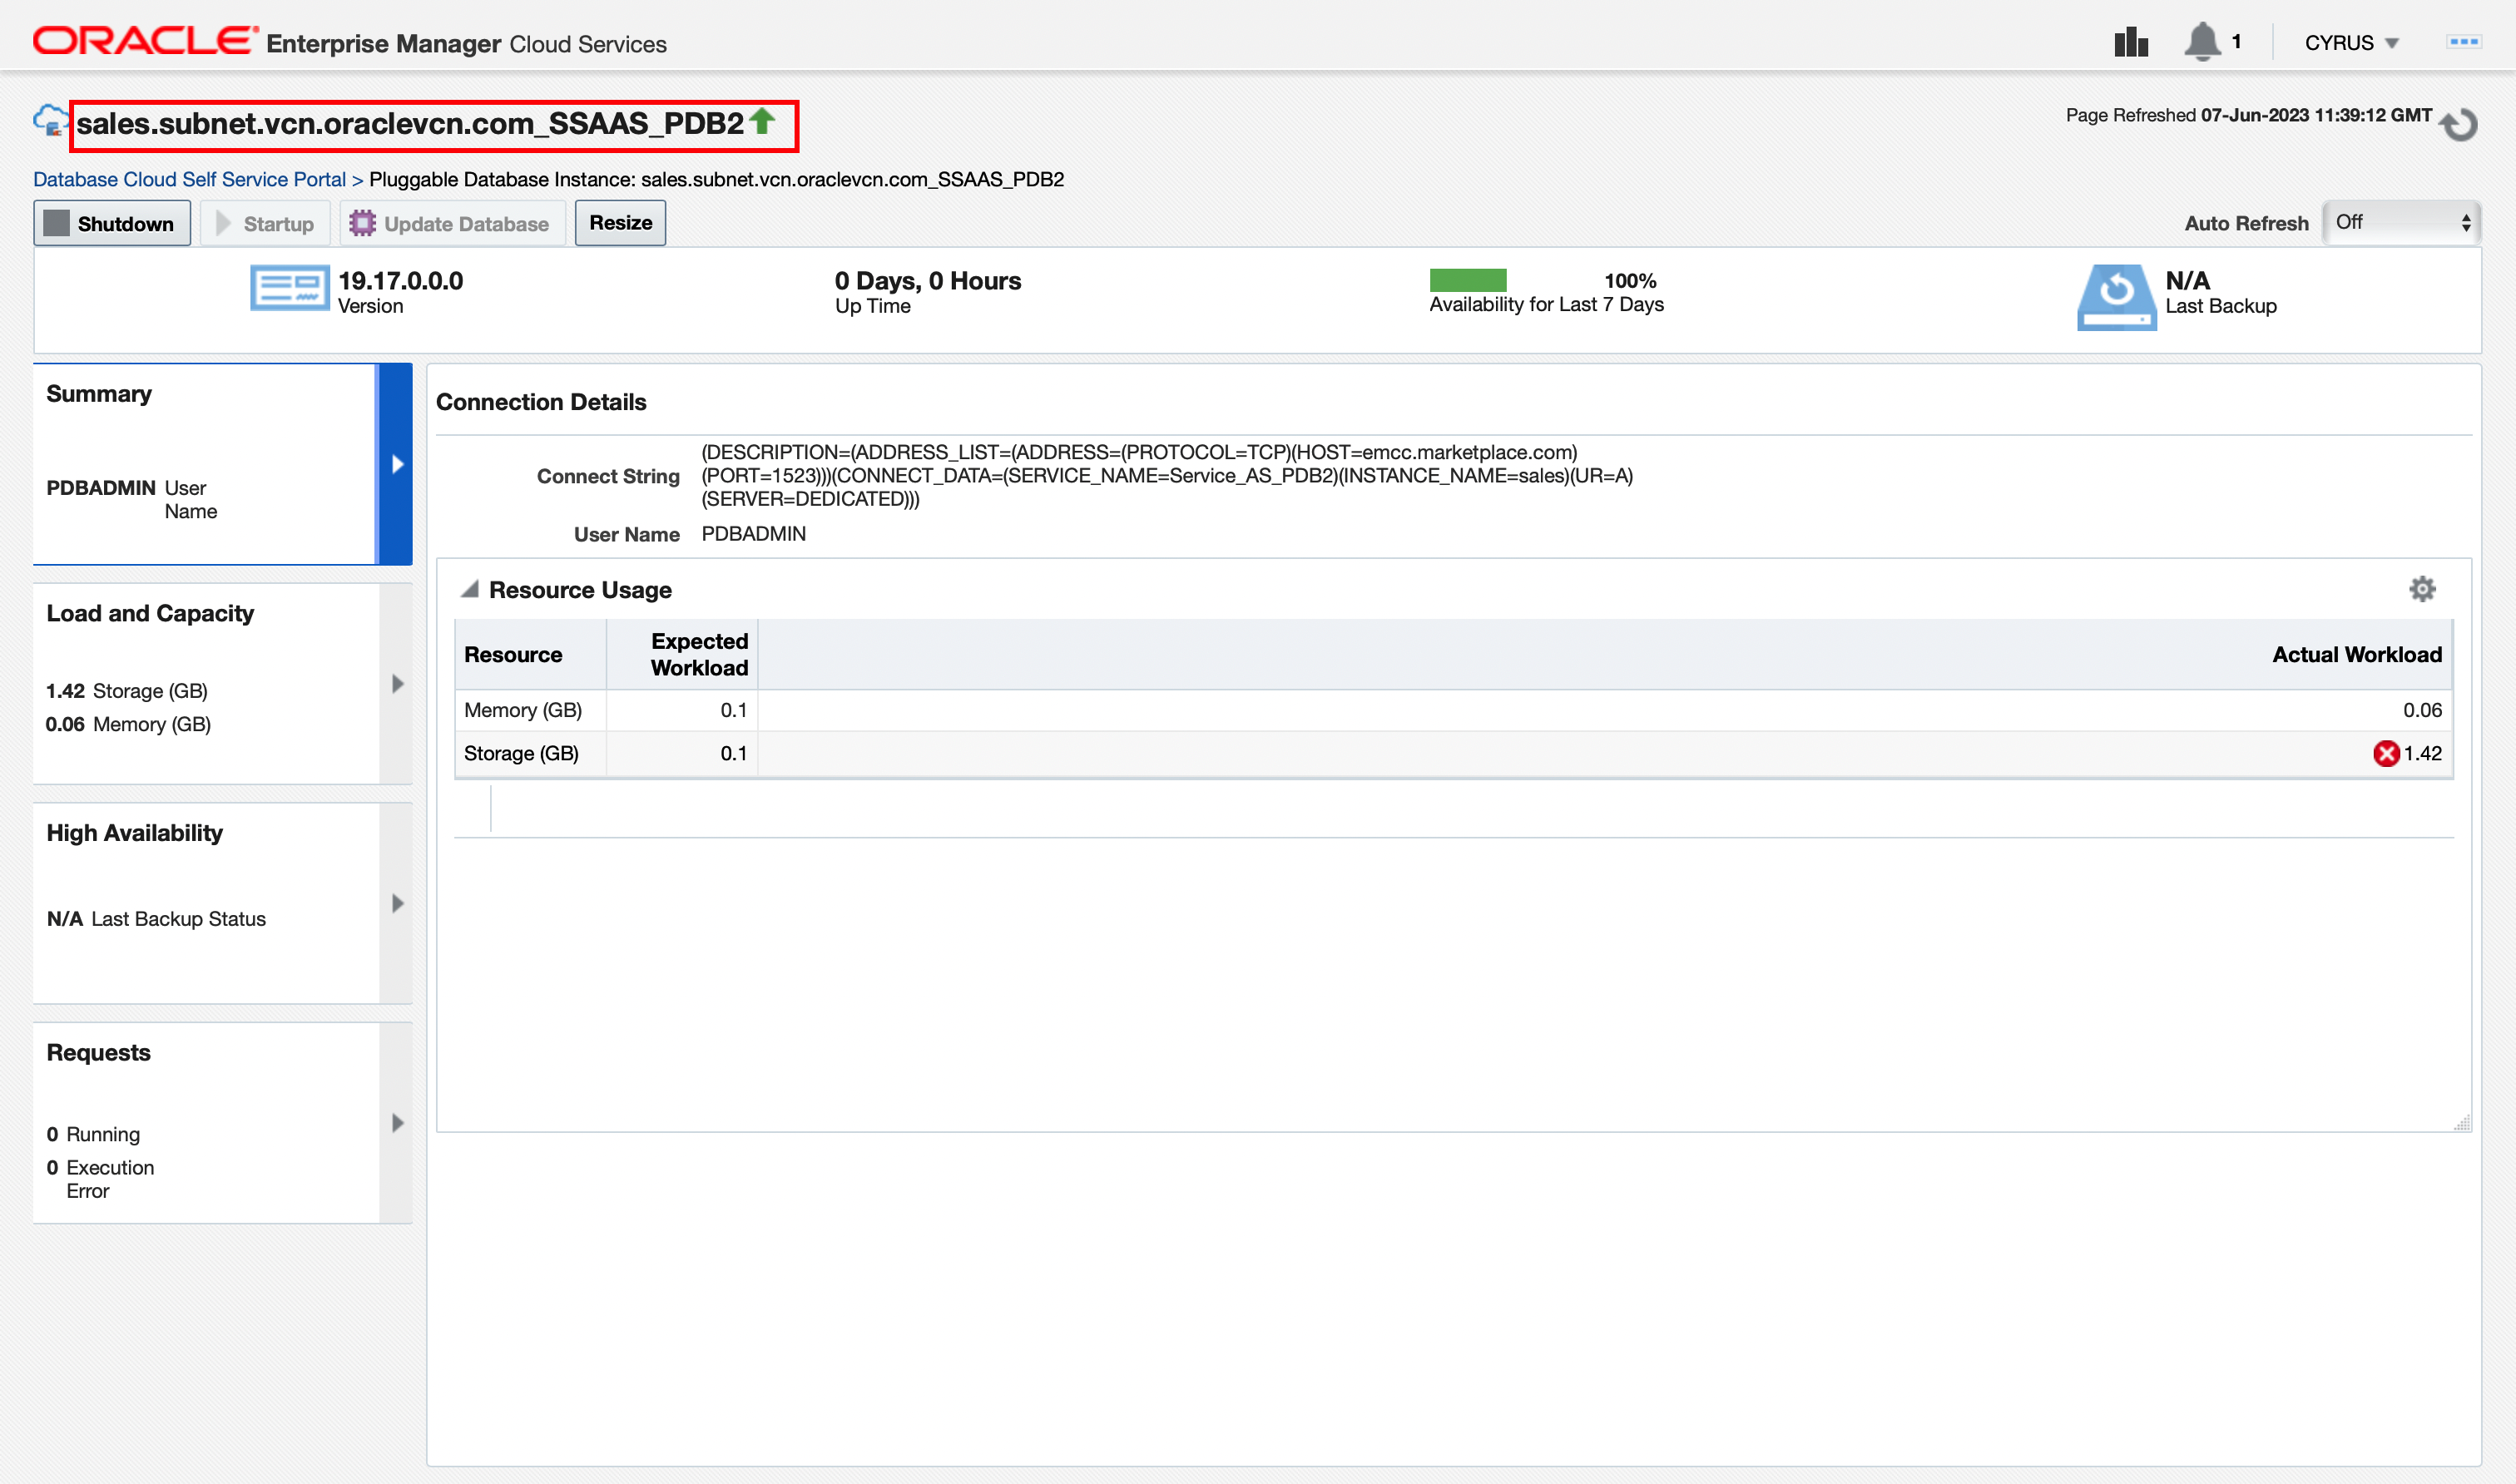 ORACLE Enterprise Manager Cloud Services
1
CYRUS
sales.subnet.vcn.oraclevcn.com_SSAAS_PDB2
Page Refreshed 07-Jun-2023 11:39:12 GMT
Database Cloud Self Service Portal > Pluggable Database Instance: sales.subnet.vcn.oraclevcn.com_SSAAS_PDB2
Shutdown
Startup
Update Database
Resize
Auto Refresh
Off
19.17.0.0.0
Version
0 Days, 0 Hours
Up Time
100%
Availability for Last 7 Days
N/A
Last Backup
Summary
PDBADMIN User
Name
Load and Capacity
1.42 Storage (GB)
0.06 Memory (GB)
High Availability
N/A Last Backup Status
Requests
0 Running
0 Execution
Error
Connection Details
Connect String
(DESCRIPTION=(ADDRESS_LIST=(ADDRESS=(PROTOCOL=TCP)(HOST=emcc.marketplace.com)
(PORT=1523)))(CONNECT_DATA=(SERVICE_NAME=Service_AS_PDB2)(INSTANCE_NAME=sales)(UR=A)
(SERVER=DEDICATED)))
User Name PDBADMIN
Resource Usage
Resource
Expected
Workload
Actual Workload
Memory (GB) 0.1 0.06
Storage (GB) 0.1 1.42